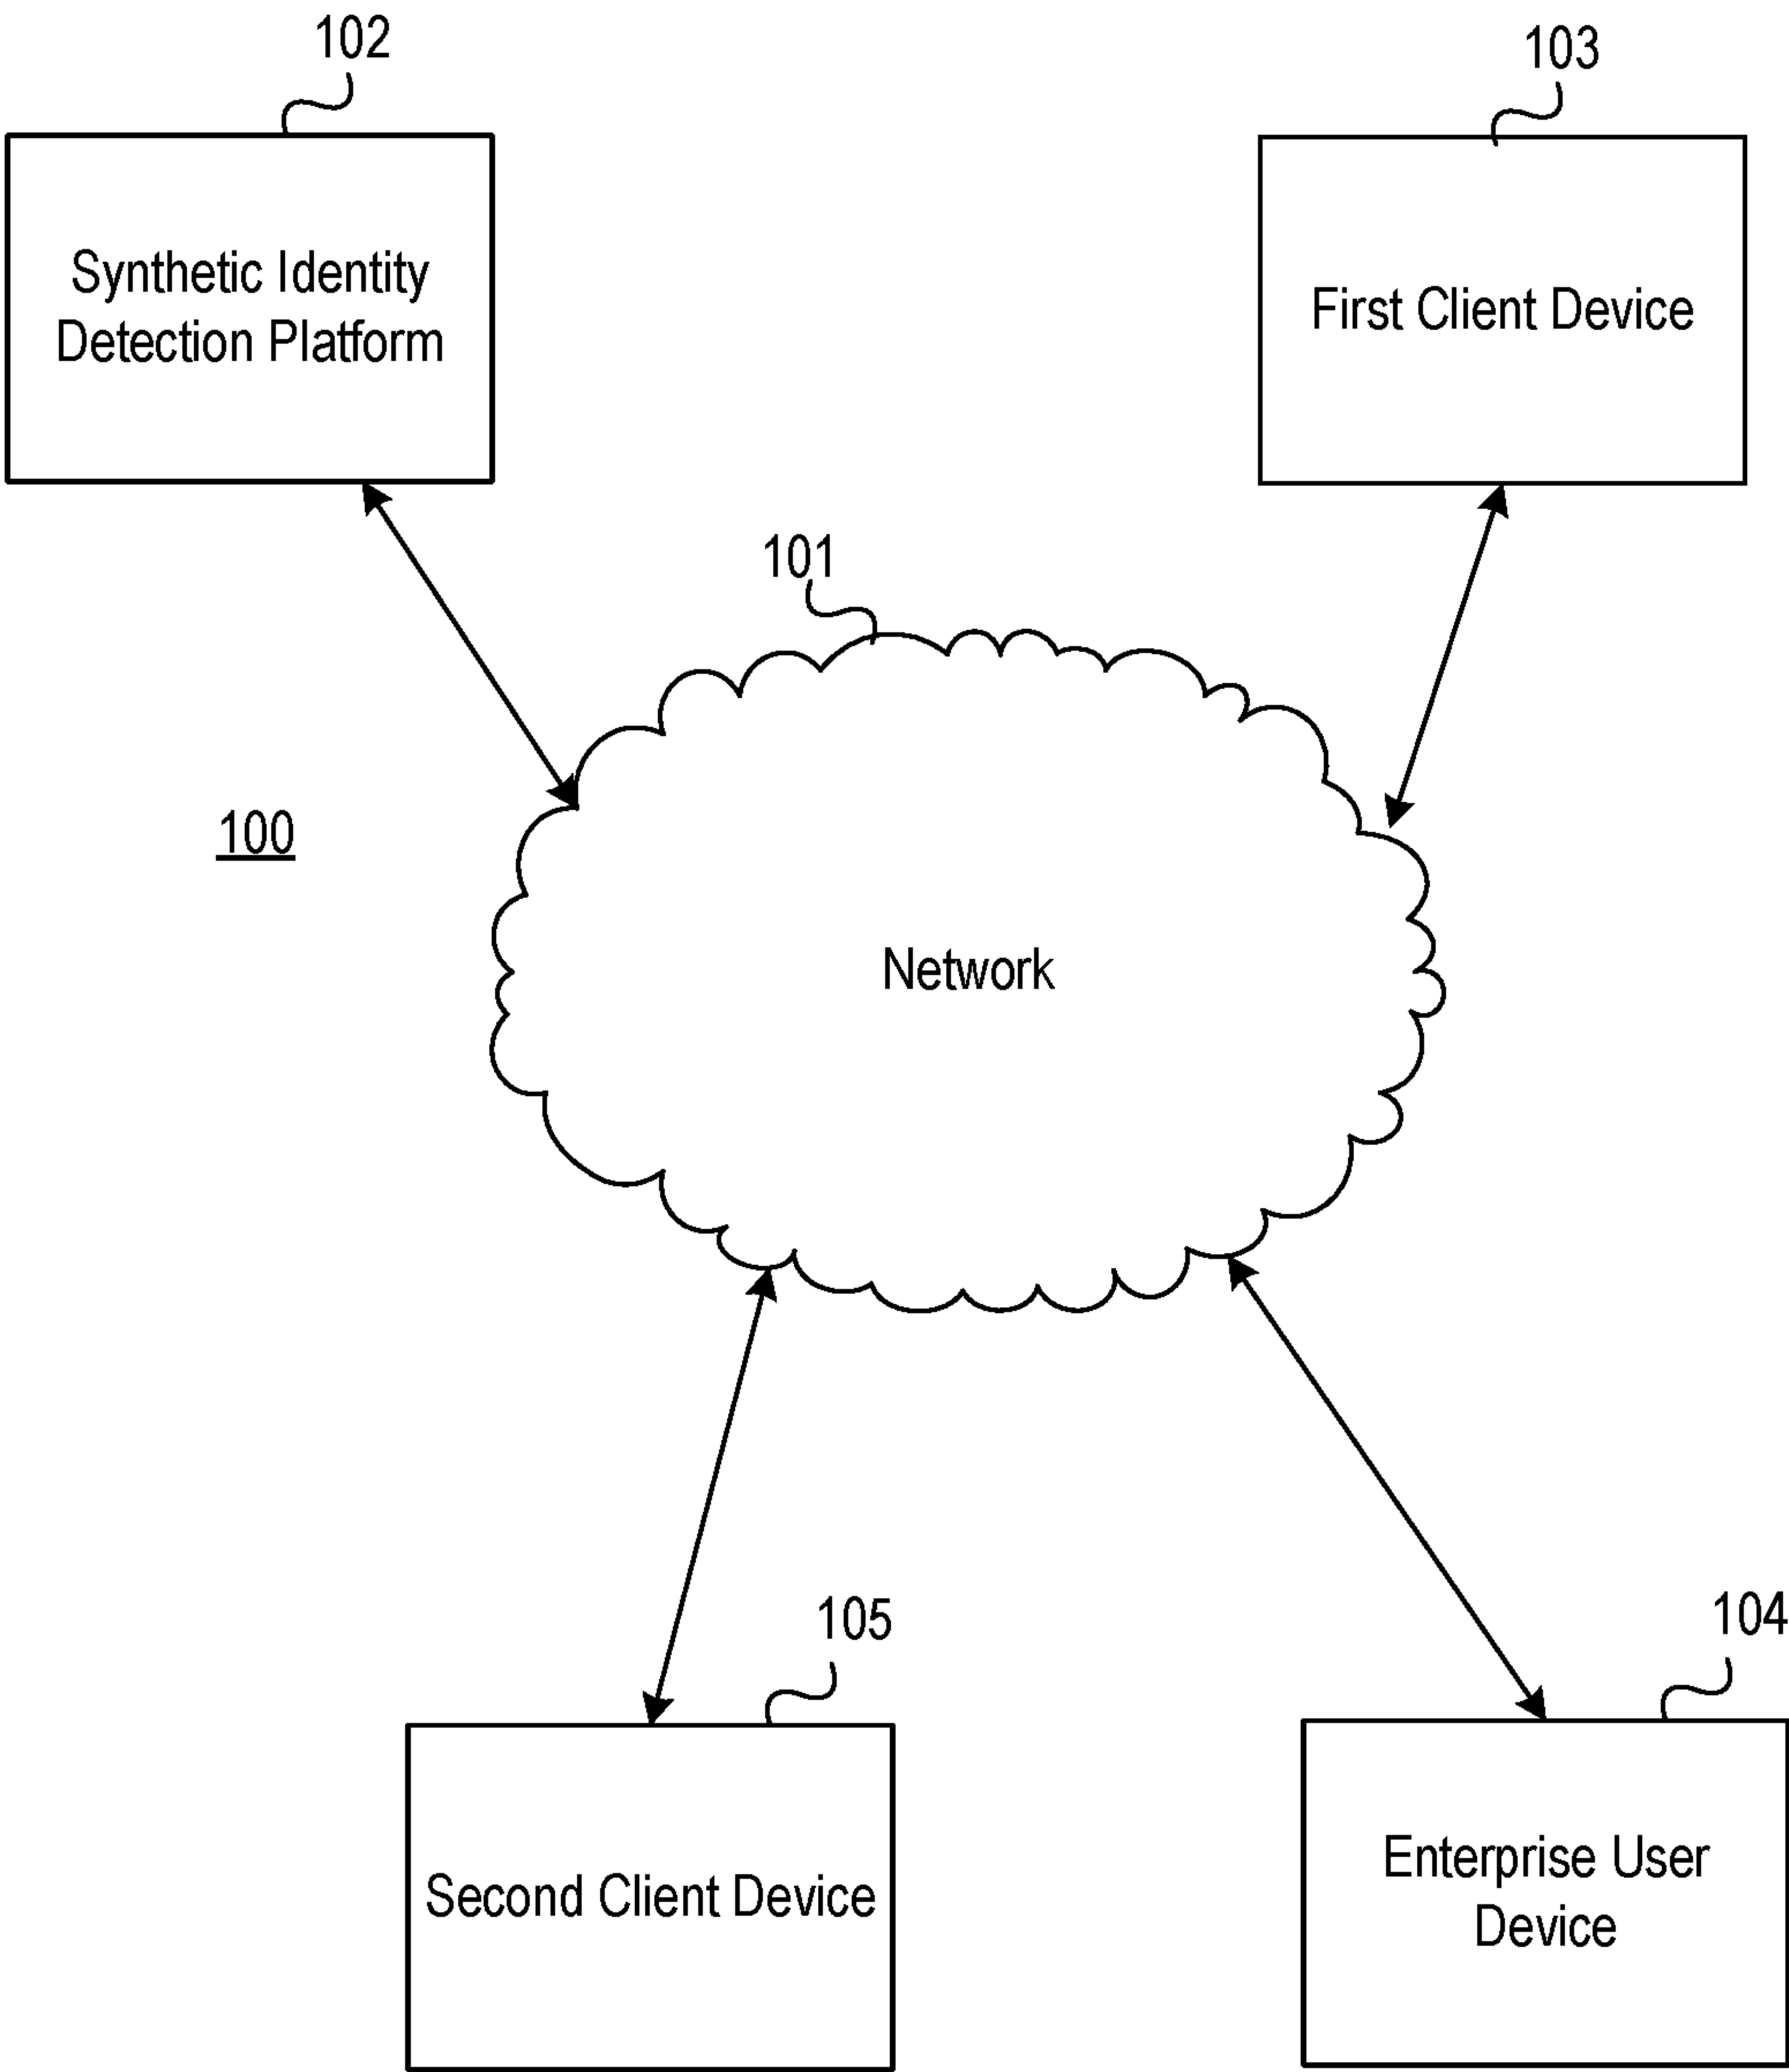 102
103
Synthetic Identity
Detection Platform
First Client Device
101
100
Network
105
104
Second Client Device
Enterprise User
Device